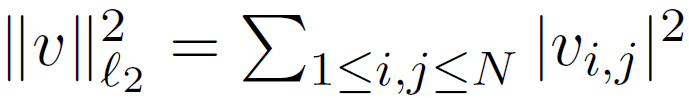 ‖v‖²_{ℓ₂} = ∑_{1≤i,j≤N} |v_{i,j}|²